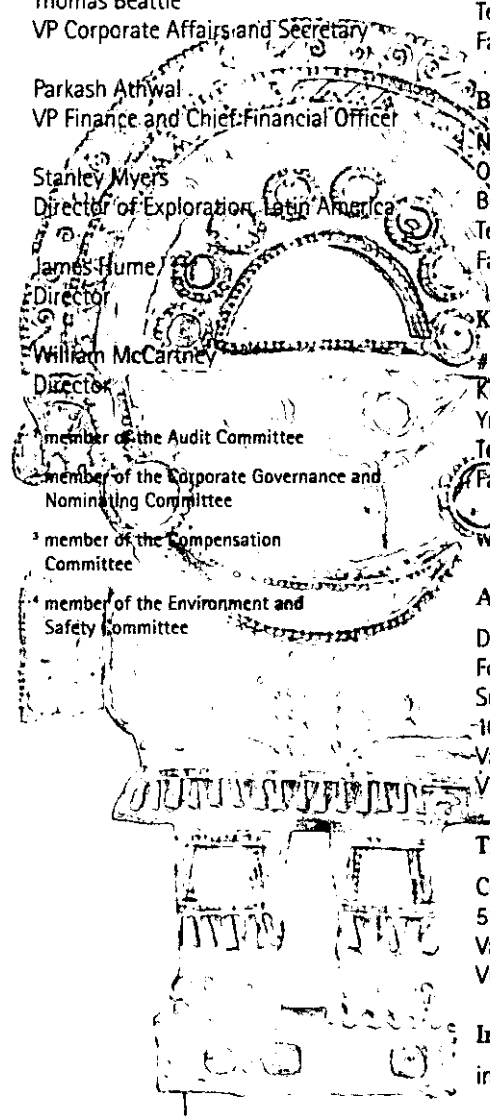 Thomas Beattie
VP Corporate Affairs and Secretary
Parkash Athwal
VP Finance and Chief Financial Officer
Stanley Myers
Director of Exploration, Latin America
James Hume
Director
William McCartney
Director
member of the Audit Committee
member of the Corporate Governance and
Nominating Committee
³ member of the Compensation
Committee
⁴ member of the Environment and
Safety Committee